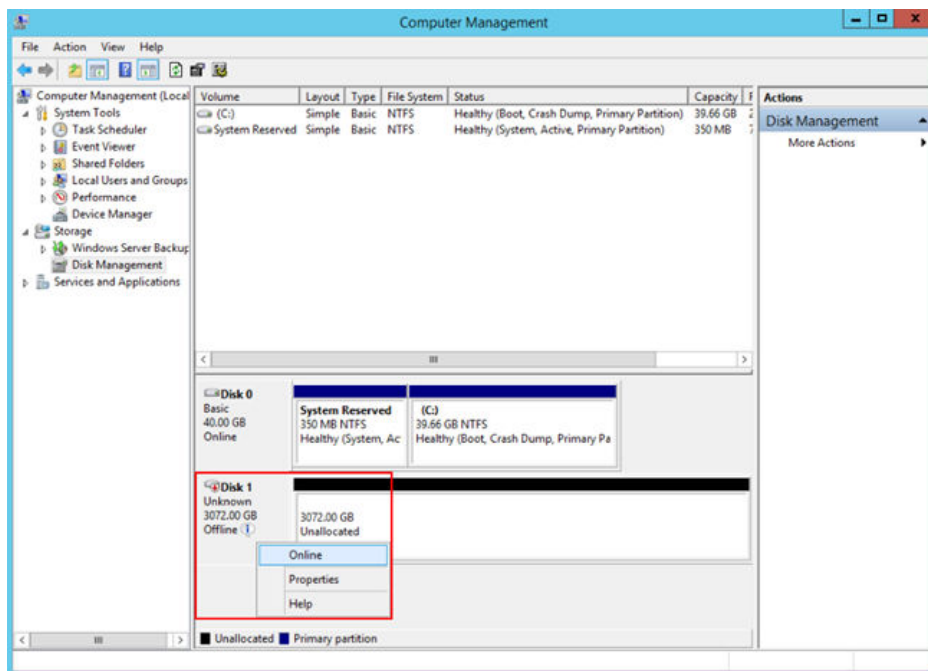 Computer Management
File Action View Help
Computer Management (Local
System Tools
Task Scheduler
Event Viewer
Shared Folders
Local Users and Groups
Performance
Device Manager
Storage
Windows Server Backup
Disk Management
Services and Applications
Volume Layout Type File System Status Capacity F
(C:) Simple Basic NTFS Healthy (Boot, Crash Dump, Primary Partition) 39.66 GB
System Reserved Simple Basic NTFS Healthy (System, Active, Primary Partition) 350 MB
Actions
Disk Management
More Actions
Disk 0
Basic
40.00 GB
Online
System Reserved
350 MB NTFS
Healthy (System, Ac
(C:)
39.66 GB NTFS
Healthy (Boot, Crash Dump, Primary Pa
Disk 1
Unknown
3072.00 GB
Offline
3072.00 GB
Unallocated
Online
Properties
Help
Unallocated Primary partition